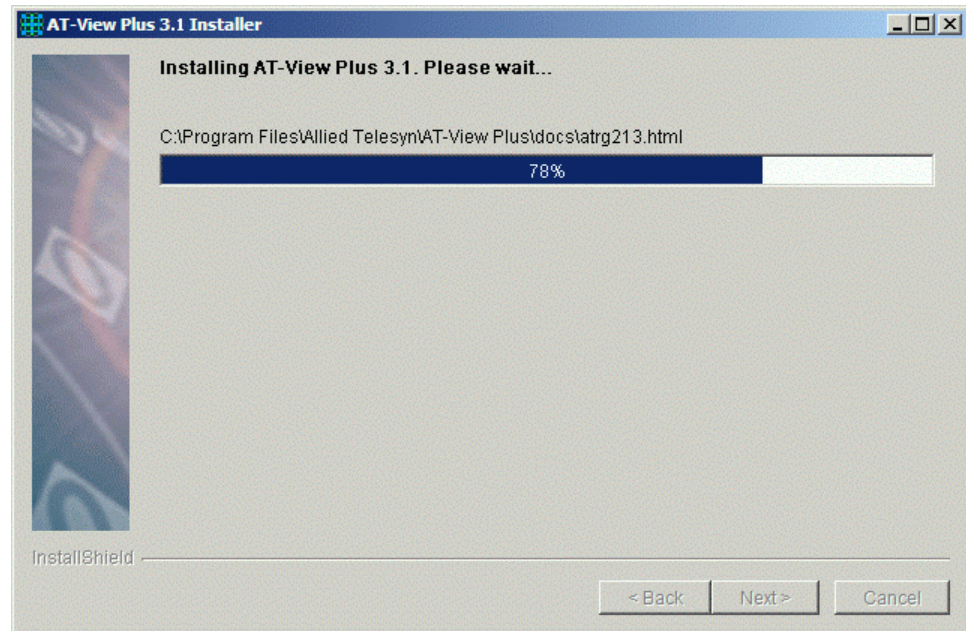 AT-View Plus 3.1 Installer
Installing AT-View Plus 3.1. Please wait...
C:\Program Files\Allied Telesyn\AT-View Plus\docs\atrg213.html
78%
InstallShield
< Back Next > Cancel